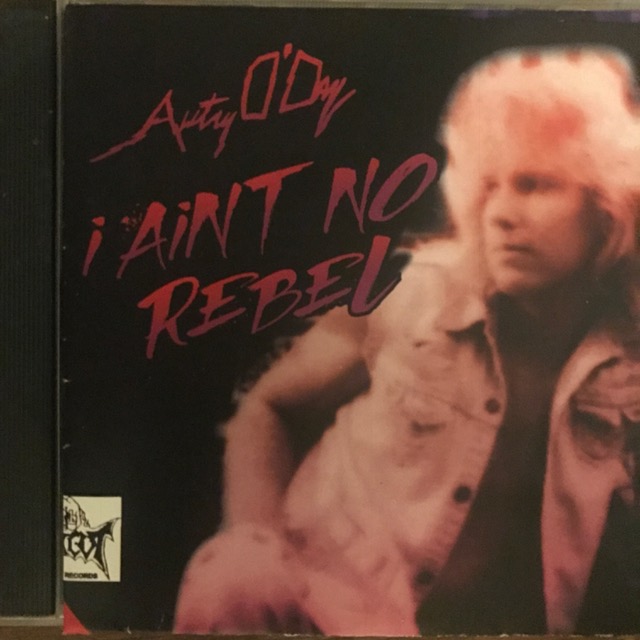 Autry O'Day
i AiNT NO
REBEL
RECORDS